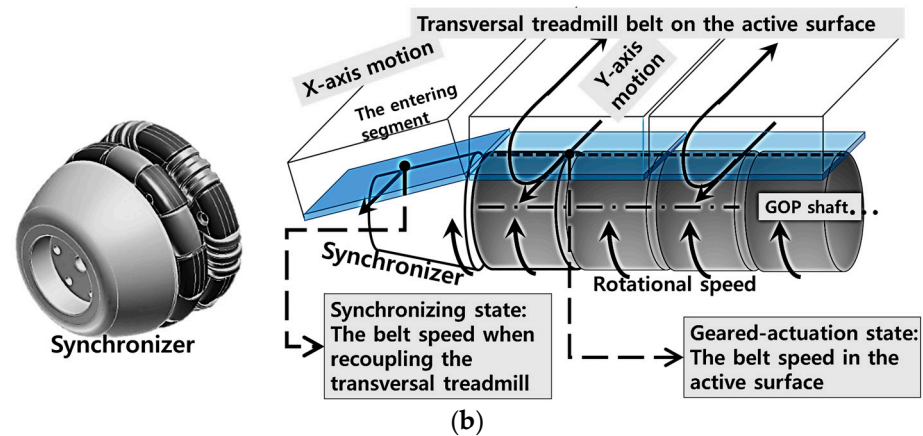 Transversal treadmill belt on the active surface
X-axis motion
The entering
segment
Y-axis
motion
GOP shaft...
Synchronizer
Rotational speed
Synchronizer
Synchronizing state:
The belt speed when
recoupling the
transversal treadmill
Geared-actuation state:
The belt speed in the
active surface
(b)